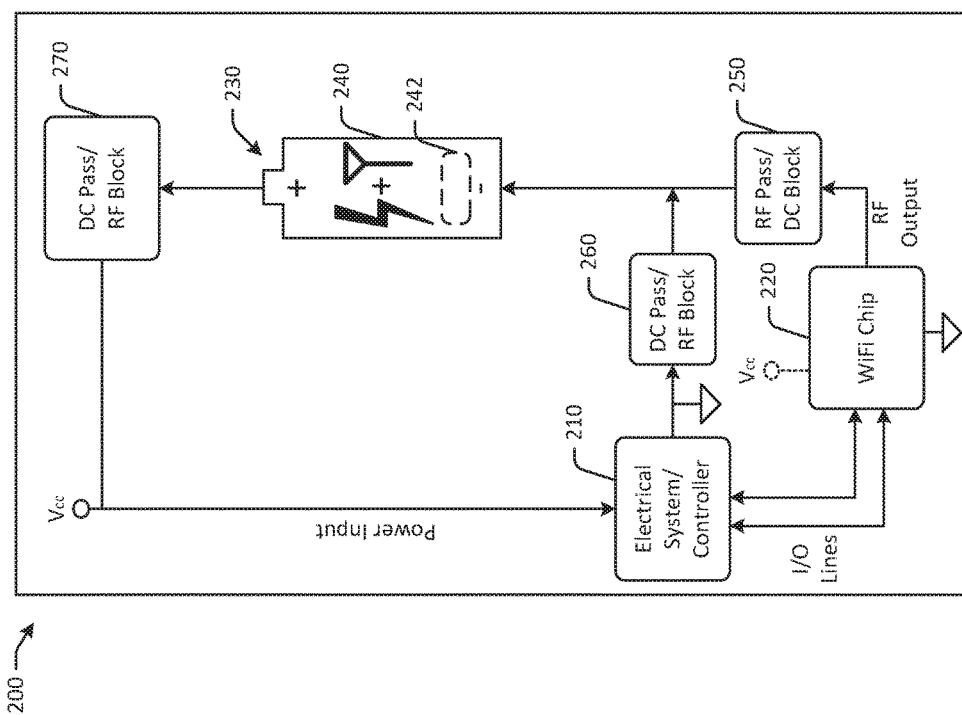 200
270
DC Pass/
RF Block
230
240
242
+
+
-
250
RF Pass/
DC Block
RF
Output
260
DC Pass/
RF Block
220
Vcc
WiFi Chip
210
Electrical
System/
Controller
I/O
Lines
Vcc
Power Input